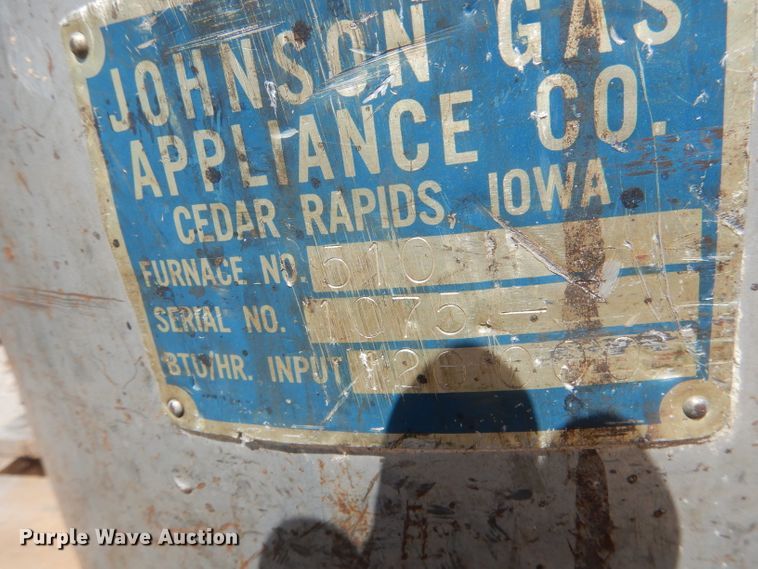 JOHNSON GAS
APPLIANCE CO.
CEDAR RAPIDS, IOWA
FURNACE NO. 510
SERIAL NO. 1075 -
BTU/HR. INPUT
Purple Wave Auction